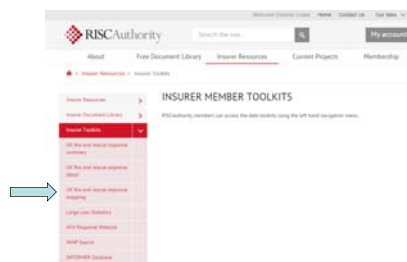 Home Contact Us Our sites
RISCAuthority
Search the site
My account
About Free Document Library Insurer Resources Current Projects Membership
Insurer Resources Insurer Toolkits
INSURER MEMBER TOOLKITS
RISCAuthority members can access the data toolkits using the left hand navigation menu.
Insurer Resources
Insurer Document Library
Insurer Toolkits
UK fire and rescue response
summary
UK fire and rescue response
detail
UK fire and rescue response
mapping
Large Loss Statistics
AFA Response Website